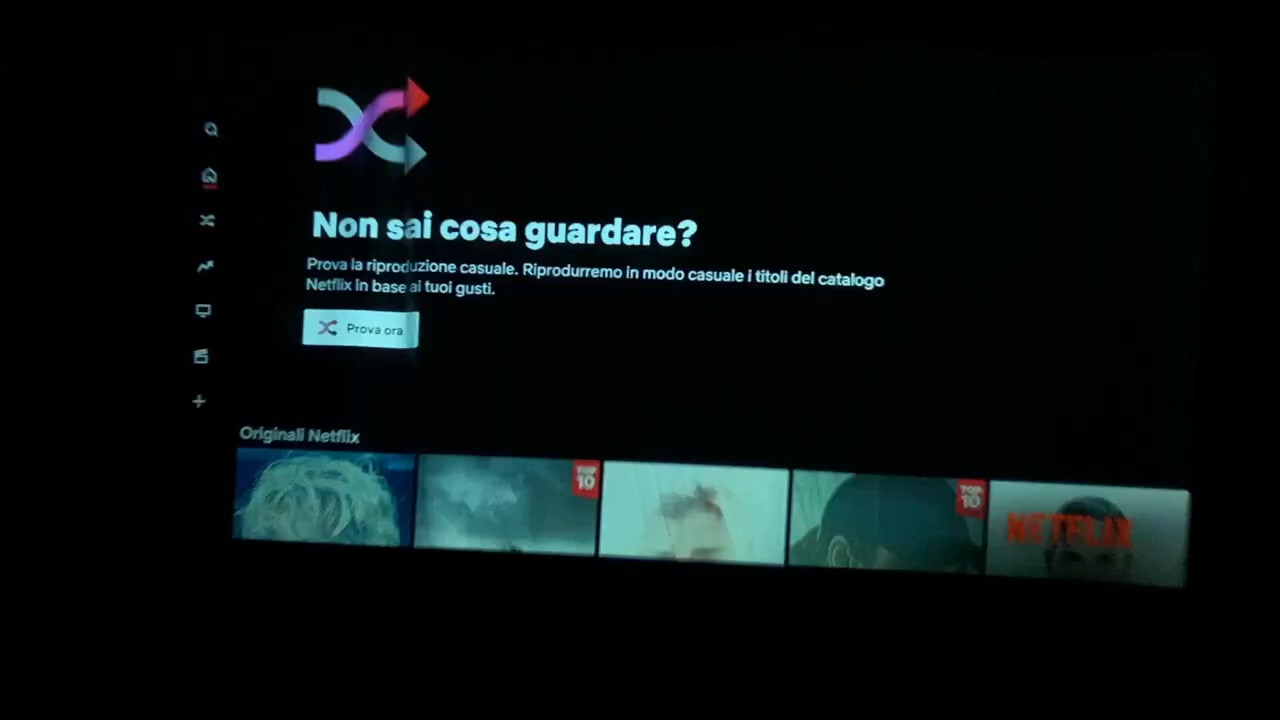 Non sai cosa guardare?
Prova la riproduzione casuale. Riprodurremo in modo casuale i titoli del catalogo
Netflix in base ai tuoi gusti.
Prova ora
Originali Netflix
TOP
10
TOP
10
NETFLIX